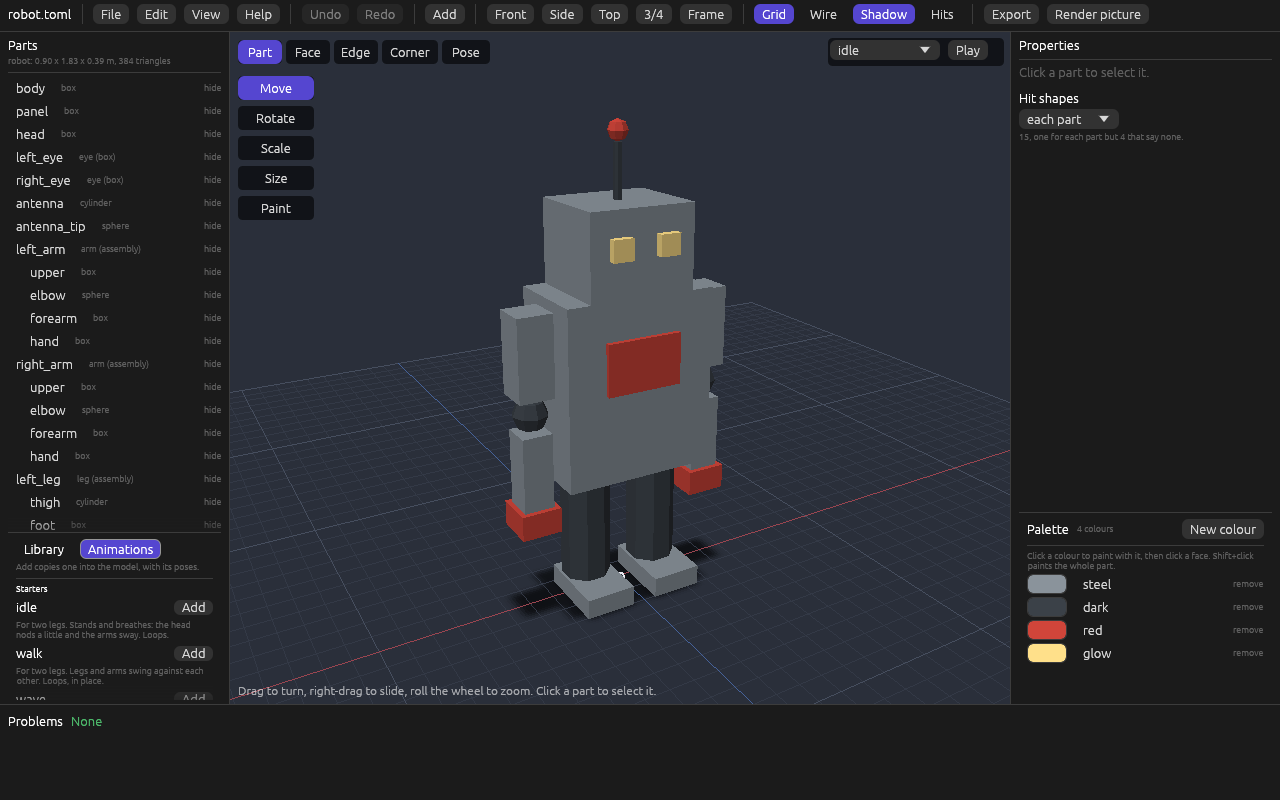 robot.toml File Edit View Help Undo Redo Add Front Side Top 3/4 Frame Grid Wire Shadow Hits Export Render picture
Parts
robot: 0.90 x 1.83 x 0.39 m, 384 triangles
body box hide
panel box hide
head box hide
left_eye eye (box) hide
right_eye eye (box) hide
antenna cylinder hide
antenna_tip sphere hide
left_arm arm (assembly) hide
upper box hide
elbow sphere hide
forearm box hide
hand box hide
right_arm arm (assembly) hide
upper box hide
elbow sphere hide
forearm box hide
hand box hide
left_leg leg (assembly) hide
thigh cylinder hide
foot box hide
Library Animations
Add copies one into the model, with its poses.
Starters
idle Add
For two legs. Stands and breathes: the head
nods a little and the arms sway. Loops.
walk Add
For two legs. Legs and arms swing against each
other. Loops, in place.
wave Add
Part Face Edge Corner Pose
Move
Rotate
Scale
Size
Paint
idle Play
Drag to turn, right-drag to slide, roll the wheel to zoom. Click a part to select it.
Properties
Click a part to select it.
Hit shapes
each part
15, one for each part but 4 that say none.
Palette 4 colours New colour
Click a colour to paint with it, then click a face. Shift+click
paints the whole part.
steel remove
dark remove
red remove
glow remove
Problems None